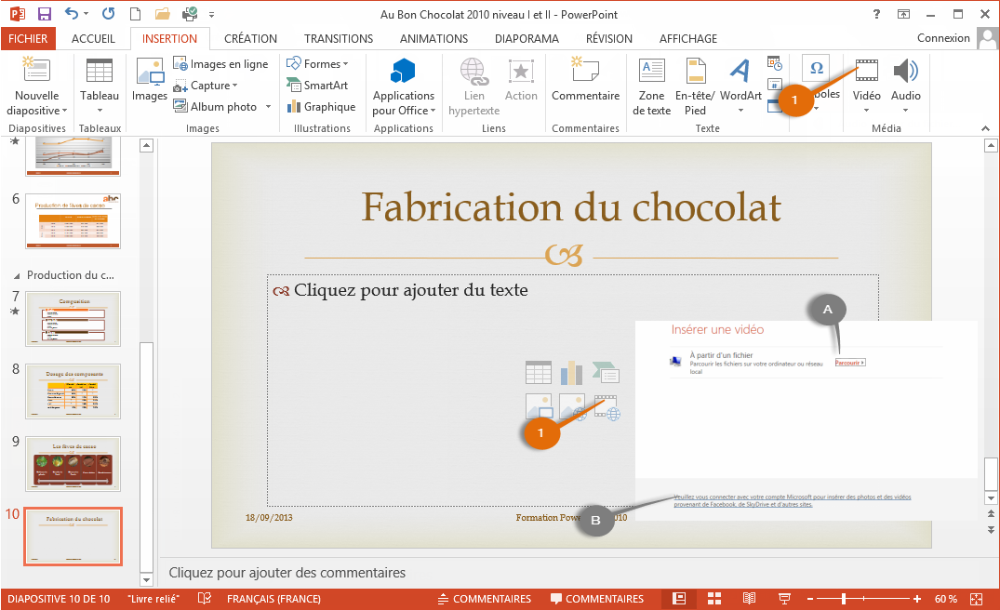 Au Bon Chocolat 2010 niveau I et II - PowerPoint
?
FICHIER ACCUEIL INSERTION CRÉATION TRANSITIONS ANIMATIONS DIAPORAMA RÉVISION AFFICHAGE Connexion
Nouvelle diapositive
Diapositives
Tableau
Tableaux
Images
Images en ligne
Capture
Album photo
Images
Formes
SmartArt
Graphique
Illustrations
Applications pour Office
Applications
Lien hypertexte
Action
Liens
Commentaire
Commentaires
Zone de texte
En-tête/ Pied
WordArt
Texte
Ω
boles
1
Vidéo
Audio
Média
6
Production de fèves de cacao
Production du c...
7
Composition
8
Dosage des composants
9
Les fèves du cacao
10
Fabrication du chocolat
Fabrication du chocolat
Cliquez pour ajouter du texte
1
A
Insérer une vidéo
À partir d'un fichier
Parcourir les fichiers sur votre ordinateur ou réseau
local
Parcourir
B
Veuillez vous connecter avec votre compte Microsoft pour insérer des photos et des vidéos
provenant de Facebook, de SkyDrive et d'autres sites.
18/09/2013
Formation Pow 010
Cliquez pour ajouter des commentaires
DIAPOSITIVE 10 DE 10 "Livre relié" FRANÇAIS (FRANCE) COMMENTAIRES COMMENTAIRES 60 %